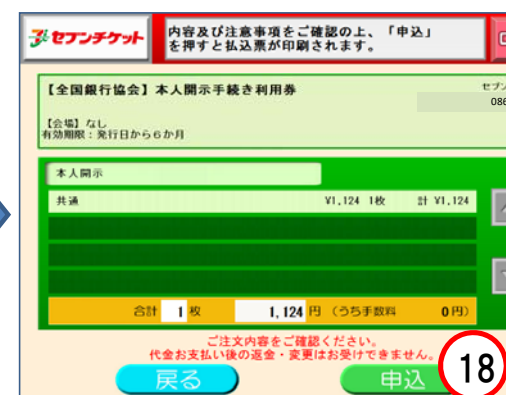 セブンチケット
内容及び注意事項をご確認の上、「申込」
を押すと払込票が印刷されます。
【全国銀行協会】本人開示手続き利用券
【会場】なし
有効期限：発行日から6か月
086
本人開示
共通 ¥1,124 1枚 計 ¥1,124
合計 1 枚 1,124 円 （うち手数料 0円）
ご注文内容をご確認ください。
代金お支払い後の返金・変更はお受けできません。
戻る 申込 18